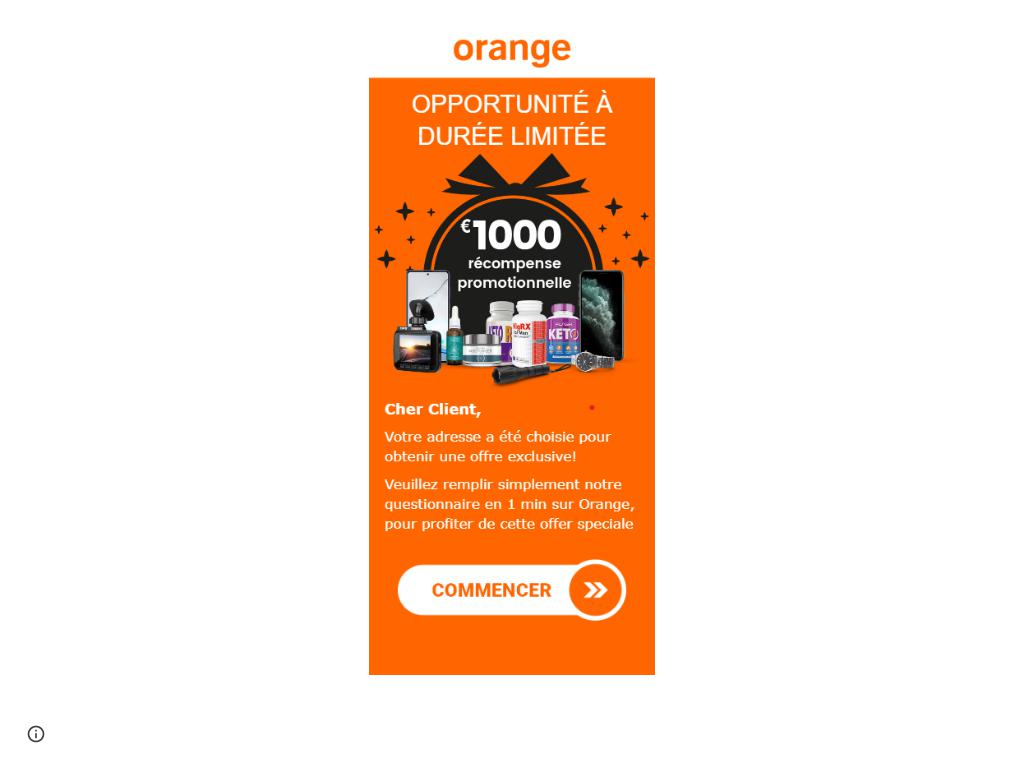 orange
OPPORTUNITÉ À
DURÉE LIMITÉE
€1000
récompense
promotionnelle
KETO
Cher Client,
Votre adresse a été choisie pour
obtenir une offre exclusive!
Veuillez remplir simplement notre
questionnaire en 1 min sur Orange,
pour profiter de cette offer speciale
COMMENCER